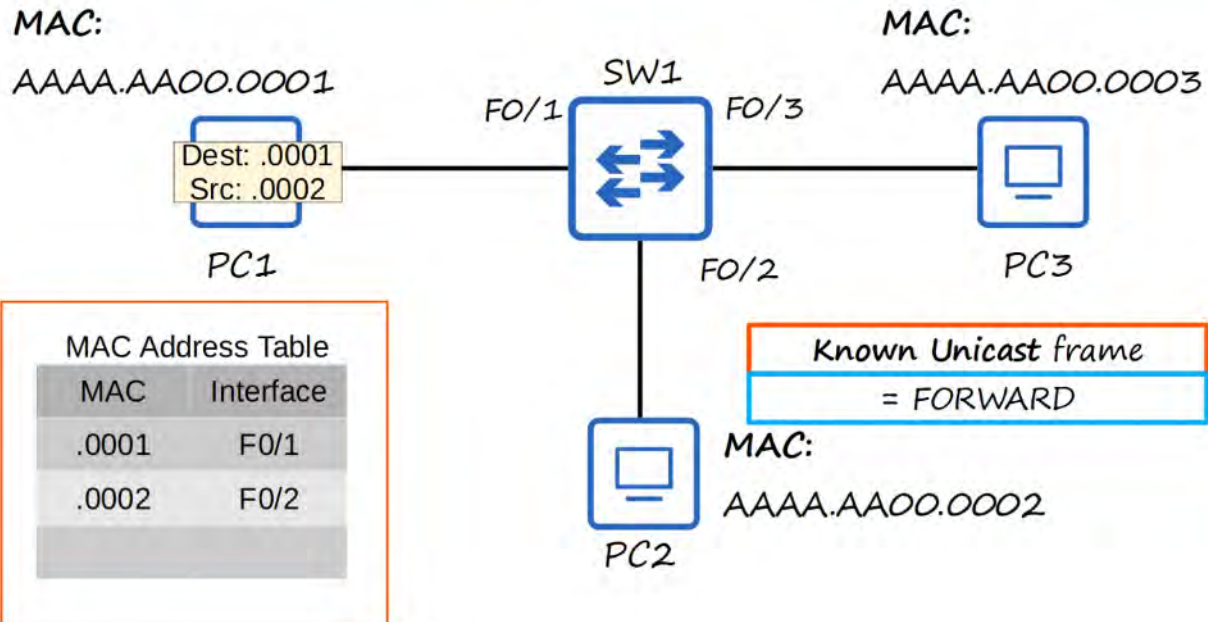 MAC:
AAAA.AA00.0001
Dest: .0001
Src: .0002
PC1
F0/1
SW1
F0/3
F0/2
MAC:
AAAA.AA00.0003
PC3
MAC Address Table
MAC Interface
.0001 F0/1
.0002 F0/2
PC2
Known Unicast frame
= FORWARD
MAC:
AAAA.AA00.0002